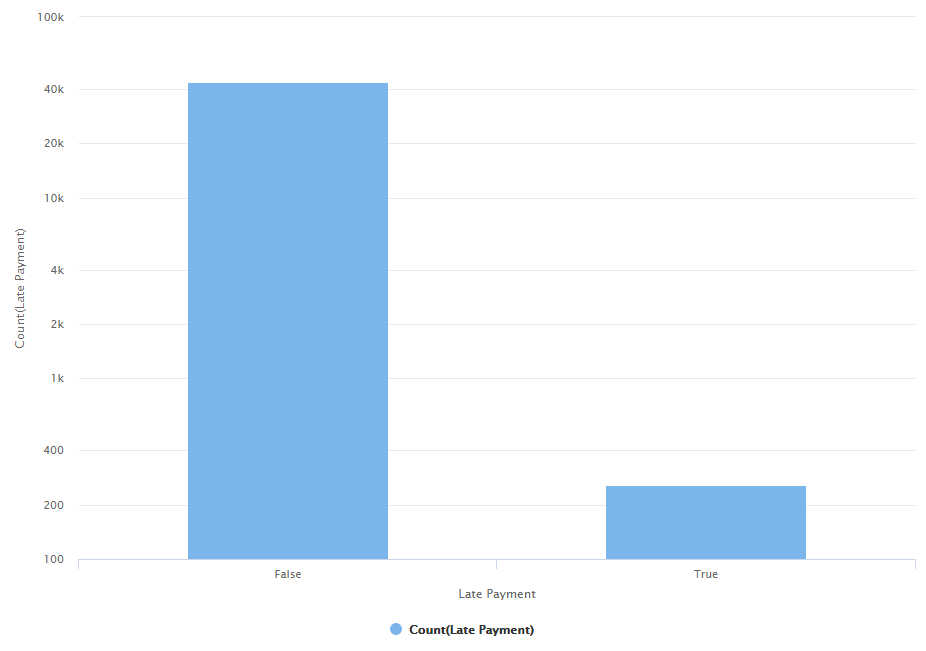 100k
40k
20k
10k
4k
2k
1k
400
200
100
Count(Late Payment)
False
True
Late Payment
Count(Late Payment)